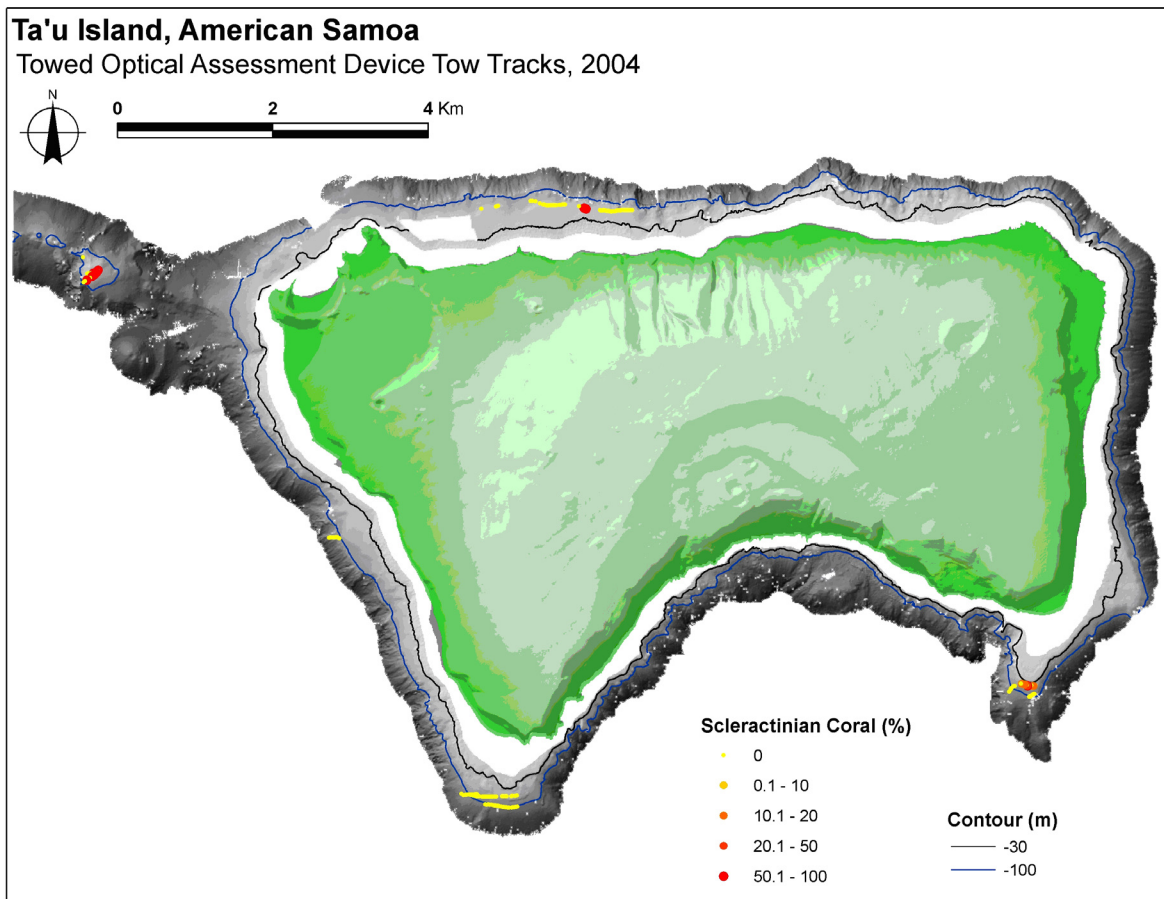 Ta'u Island, American Samoa
Towed Optical Assessment Device Tow Tracks, 2004
N
0 2 4 Km
Scleractinian Coral (%)
0
0.1 - 10
10.1 - 20
20.1 - 50
50.1 - 100
Contour (m)
-30
-100